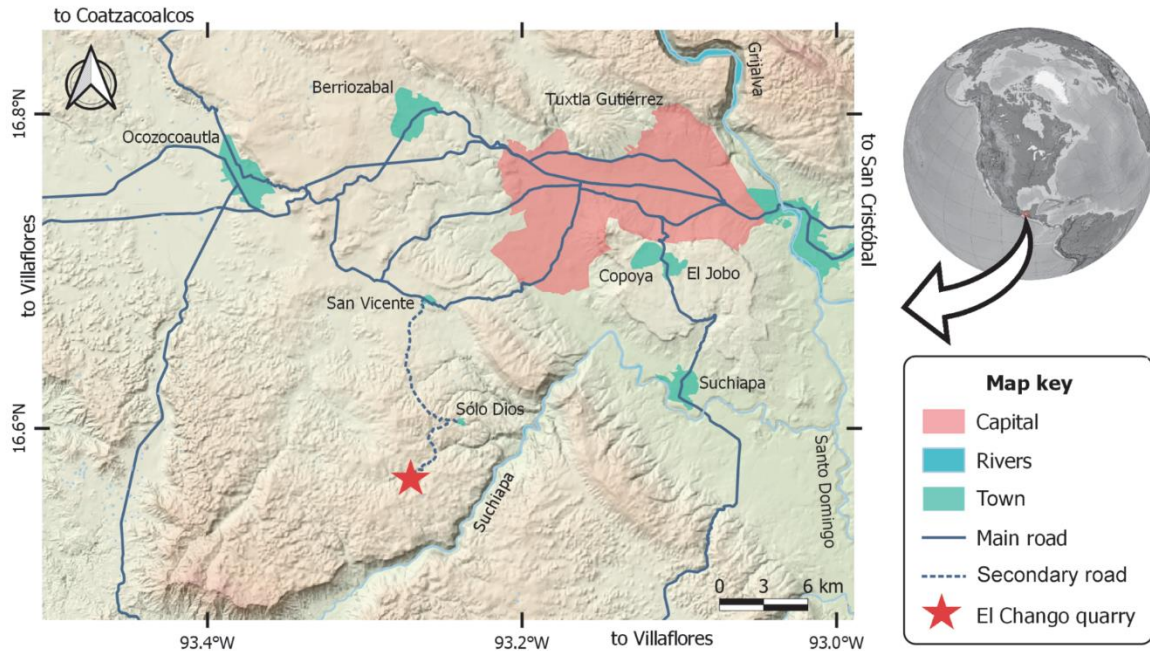 to Coatzacoalcos
Berriozabal
Tuxtla Gutiérrez
Grijalva
16.8°N
Ocozocoautla
to San Cristóbal
to Villaflores
Copoya
El Jobo
San Vicente
Suchiapa
16.6°N
Sólo Dios
Suchiapa
Santo Domingo
0 3 6 km
93.4°W
93.2°W
to Villaflores
93.0°W
Map key
Capital
Rivers
Town
Main road
Secondary road
El Chango quarry